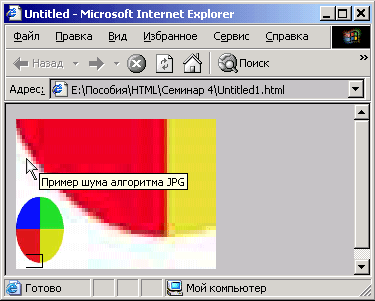 Untitled - Microsoft Internet Explorer
Файл Правка Вид Избранное Сервис Справка
Назад Поиск
Адрес: E:\Пособия\HTML\Семинар 4\Untitled1.html
Пример шума алгоритма JPG
Готово Мой компьютер